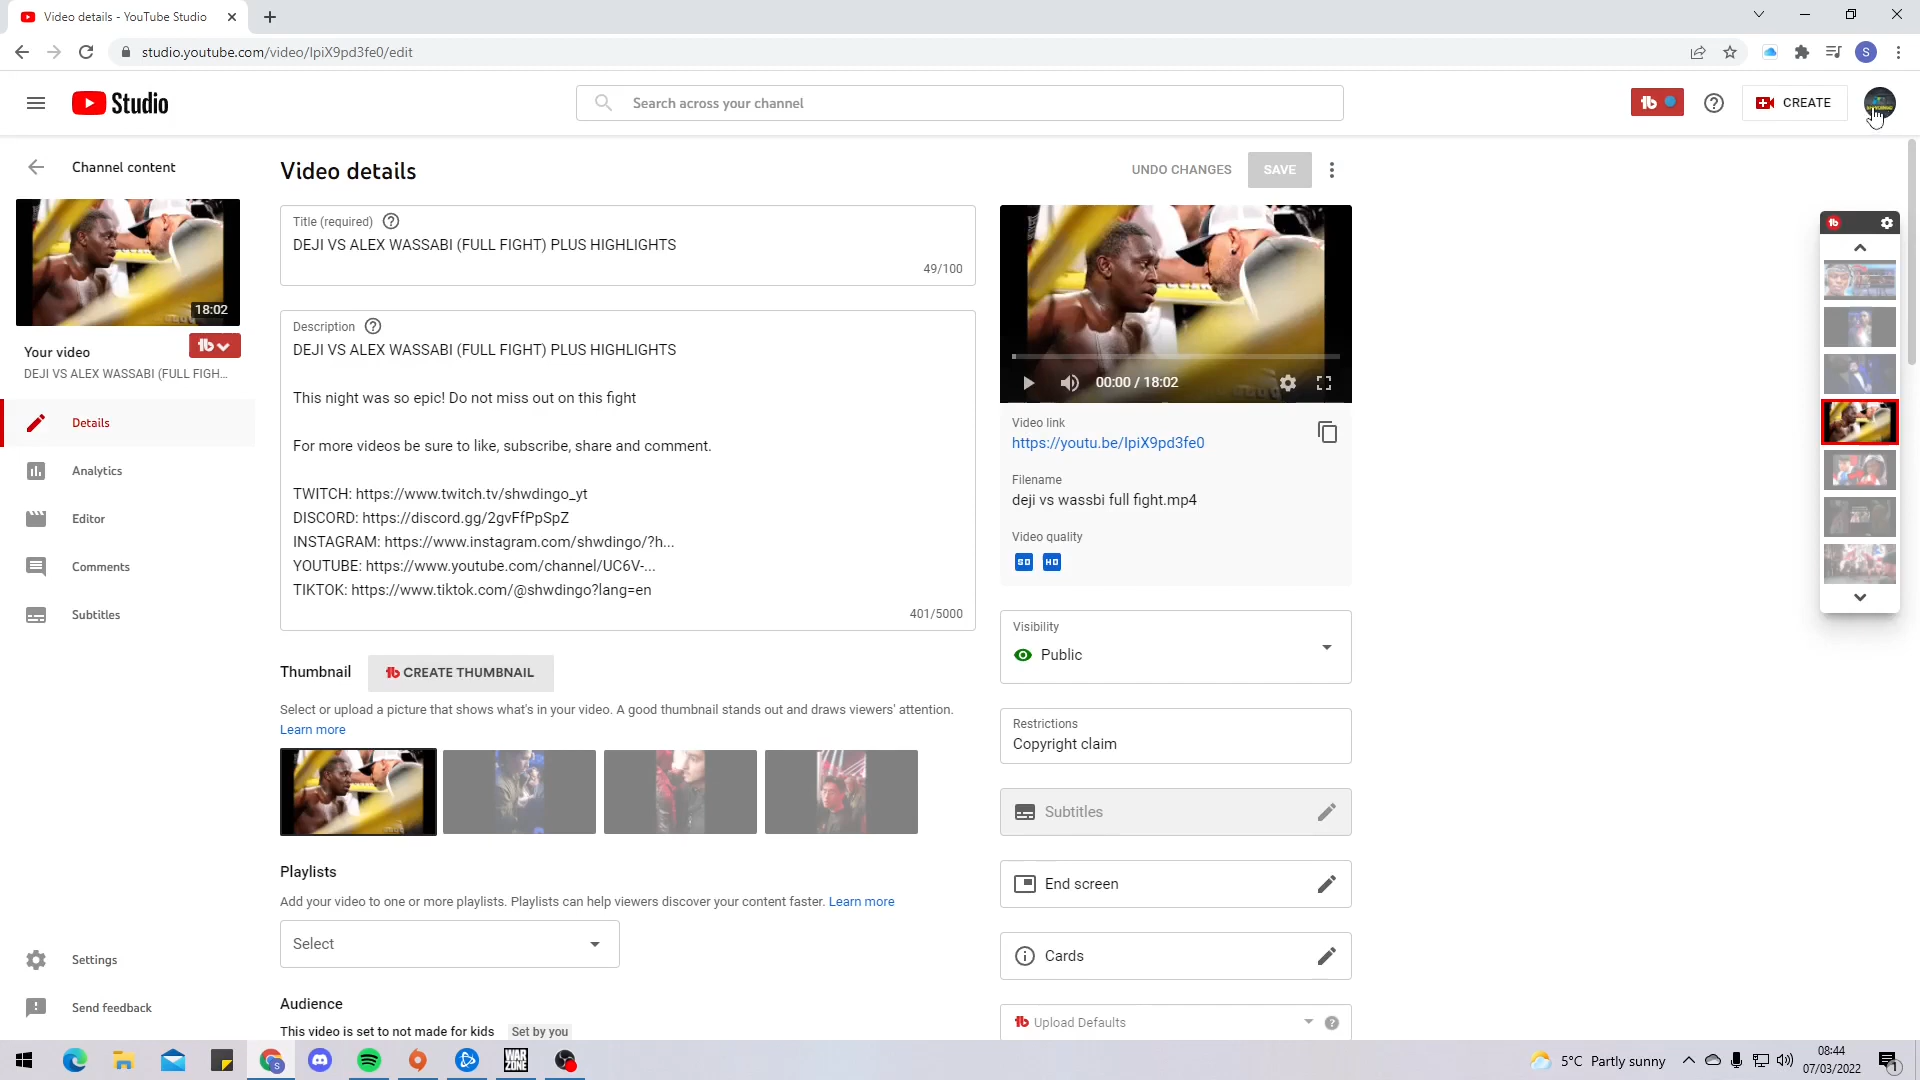 Video details - YouTube Studio
studio.youtube.com/video/IpiX9pd3fe0/edit
S
Studio
Search across your channel
CREATE
Channel content
Video details
UNDO CHANGES
SAVE
18:02
Your video
DEJI VS ALEX WASSABI (FULL FIGH...
Details
Analytics
Editor
Comments
Subtitles
Settings
Send feedback
Title (required)
DEJI VS ALEX WASSABI (FULL FIGHT) PLUS HIGHLIGHTS
49/100
Description
DEJI VS ALEX WASSABI (FULL FIGHT) PLUS HIGHLIGHTS
This night was so epic! Do not miss out on this fight
For more videos be sure to like, subscribe, share and comment.
TWITCH: https://www.twitch.tv/shwdingo_yt
DISCORD: https://discord.gg/2gvFfPpSpZ
INSTAGRAM: https://www.instagram.com/shwdingo/?h...
YOUTUBE: https://www.youtube.com/channel/UC6V-...
TIKTOK: https://www.tiktok.com/@shwdingo?lang=en
401/5000
Thumbnail
CREATE THUMBNAIL
Select or upload a picture that shows what's in your video. A good thumbnail stands out and draws viewers' attention.
Learn more
Playlists
Add your video to one or more playlists. Playlists can help viewers discover your content faster. Learn more
Select
Audience
This video is set to not made for kids Set by you
00:00 / 18:02
Video link
https://youtu.be/IpiX9pd3fe0
Filename
deji vs wassbi full fight.mp4
Video quality
SD HD
Visibility
Public
Restrictions
Copyright claim
Subtitles
End screen
Cards
Upload Defaults
WAR
ZONE
5°C Partly sunny
08:44
07/03/2022
1